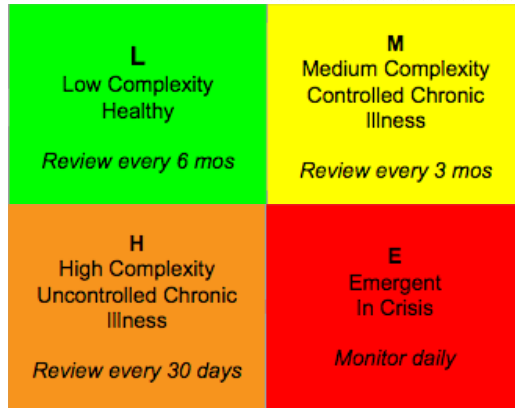 L
Low Complexity
Healthy
Review every 6 mos
M
Medium Complexity
Controlled Chronic
Illness
Review every 3 mos
H
High Complexity
Uncontrolled Chronic
Illness
Review every 30 days
E
Emergent
In Crisis
Monitor daily